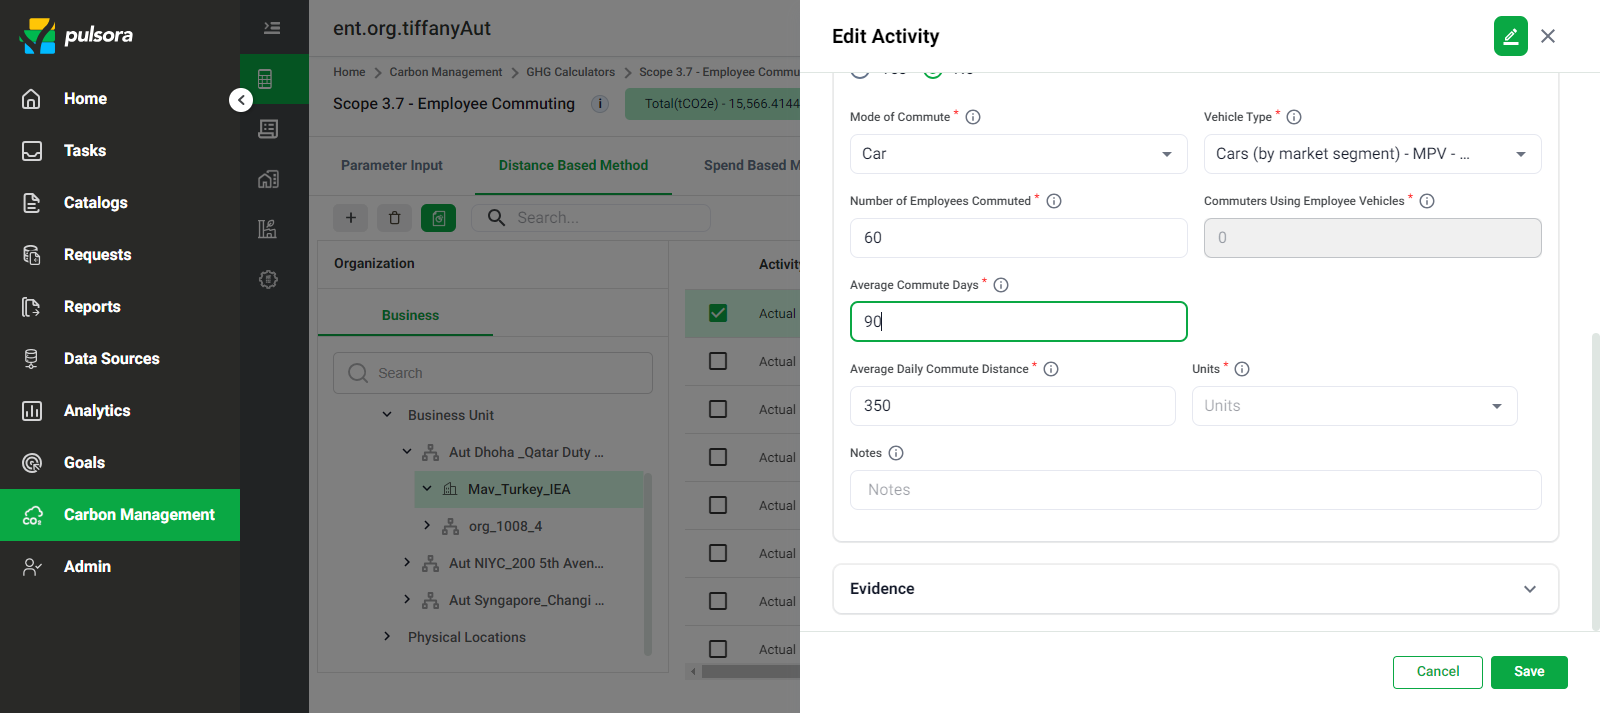 pulsora
Home
Tasks
Catalogs
Requests
Reports
Data Sources
Analytics
Goals
Carbon Management
Admin
ent.org.tiffanyAut
Home > Carbon Management > GHG Calculators > Scope 3.7 - Employee Commu
Scope 3.7 - Employee Commuting
Total(tCO2e) - 15,566.4144
Parameter Input
Distance Based Method
Spend Based M
Search...
Organization
Business
Search
Business Unit
Aut Dhoha _Qatar Duty ...
Mav_Turkey_IEA
org_1008_4
Aut NIYC_200 5th Aven...
Aut Syngapore_Changi ...
Physical Locations
Activity
Actual
Actual
Actual
Actual
Actual
Actual
Actual
Actual
Edit Activity
Mode of Commute *
Vehicle Type *
Car
Cars (by market segment) - MPV - ...
Number of Employees Commuted *
Commuters Using Employee Vehicles *
60
0
Average Commute Days *
90
Average Daily Commute Distance *
Units *
350
Units
Notes
Notes
Evidence
Cancel
Save